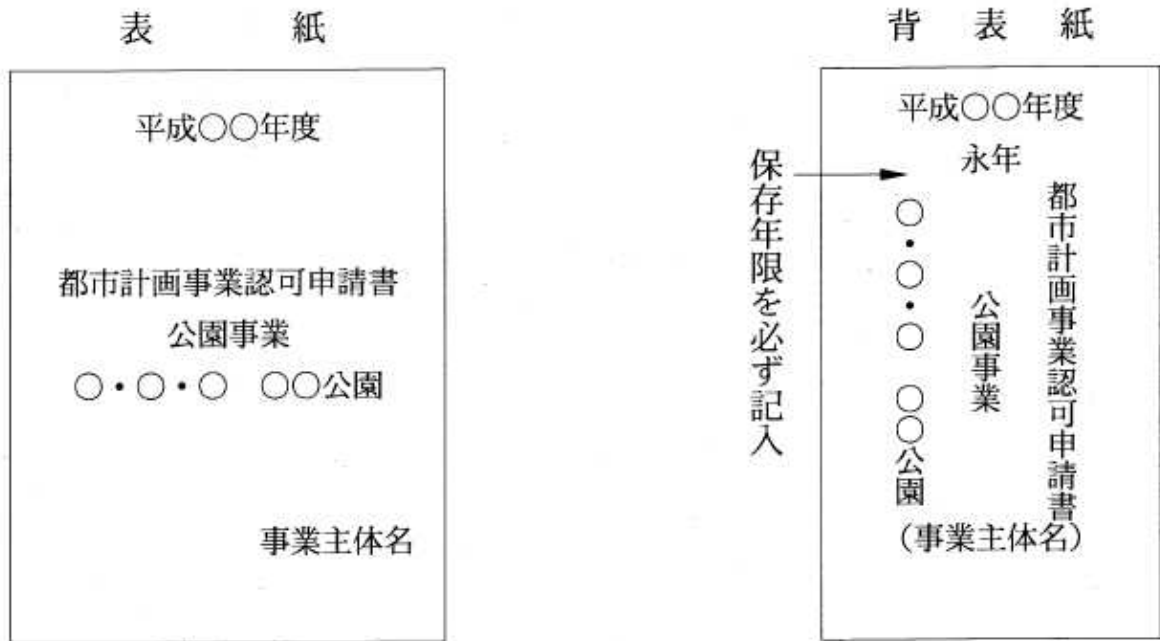 表紙
平成○○年度
都市計画事業認可申請書
公園事業
○・○・○ ○○公園
事業主体名
背表紙
平成○○年度
永年
保存年限を必ず記入
都市計画事業認可申請書
公園事業
○・○・○ ○○公園
(事業主体名)